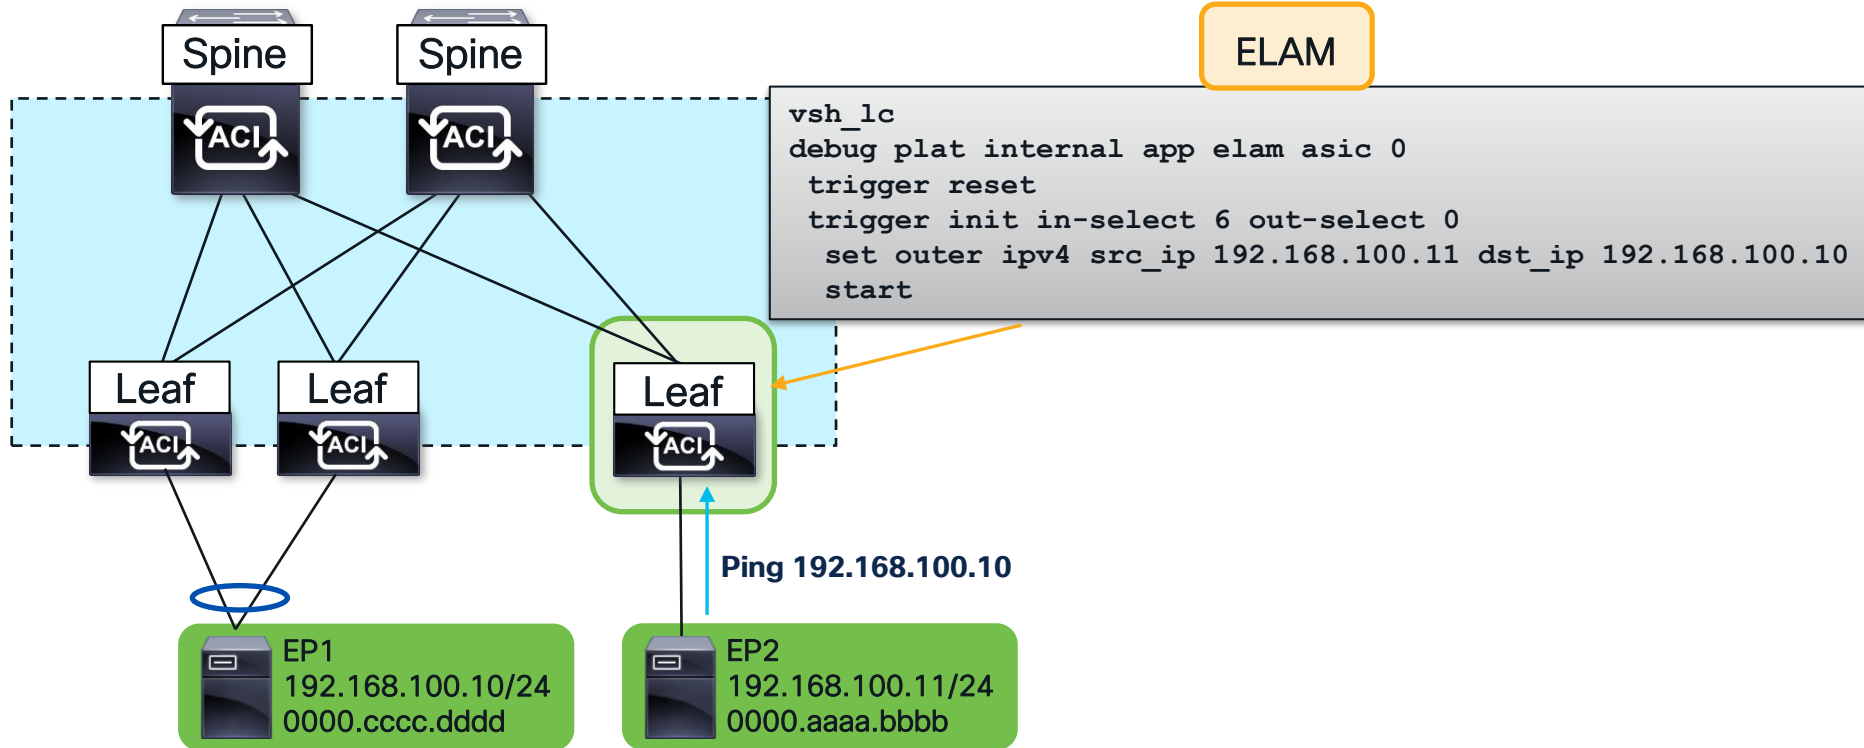 Spine
Spine
ELAM
ACI
ACI
vsh_lc
debug plat internal app elam asic 0
trigger reset
trigger init in-select 6 out-select 0
set outer ipv4 src_ip 192.168.100.11 dst_ip 192.168.100.10
start
Leaf
Leaf
Leaf
ACI
ACI
ACI
Ping 192.168.100.10
EP1
192.168.100.10/24
0000.cccc.dddd
EP2
192.168.100.11/24
0000.aaaa.bbbb